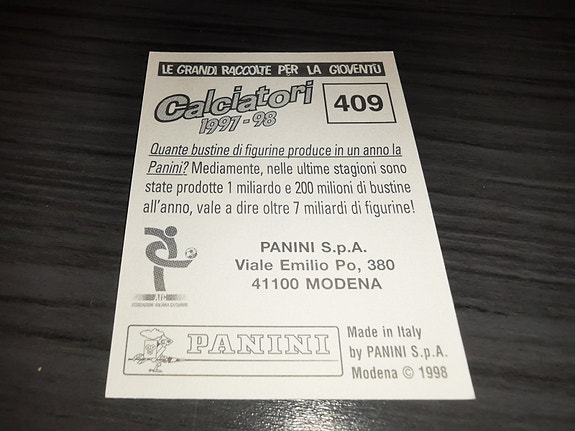 LE GRANDI RACCOLTE PER LA GIOVENTÙ
Calciatori
1997-98
409
Quante bustine di figurine produce in un anno la
Panini? Mediamente, nelle ultime stagioni sono
state prodotte 1 miliardo e 200 milioni di bustine
all'anno, vale a dire oltre 7 miliardi di figurine!
PANINI S.p.A.
Viale Emilio Po, 380
41100 MODENA
ASSOCIAZIONE ITALIANA CALCIATORI
PANINI
Made in Italy
by PANINI S.p.A.
Modena © 1998